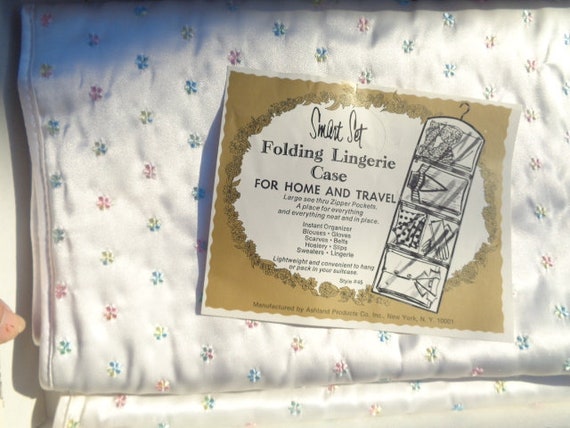 Smart Set
Folding Lingerie
Case
FOR HOME AND TRAVEL
Large see thru Zipper Pockets.
A place for everything
and everything neat and in place.
Instant Organizer
Blouses • Gloves
Scarves • Belts
Hosiery • Slips
Sweaters • Lingerie
Lightweight and convenient to hang
or pack in your suitcase.
Style #45
Manufactured by Ashland Products Co. Inc., New York, N. Y. 10001